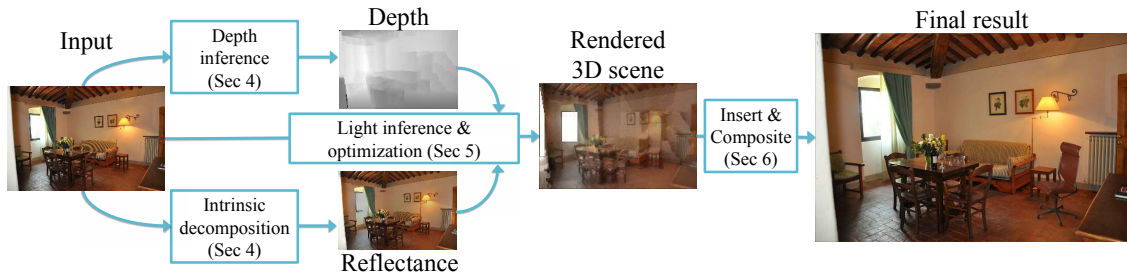 Input
Depth
inference
(Sec 4)
Depth
Light inference &
optimization (Sec 5)
Intrinsic
decomposition
(Sec 4)
Reflectance
Rendered
3D scene
Insert &
Composite
(Sec 6)
Final result